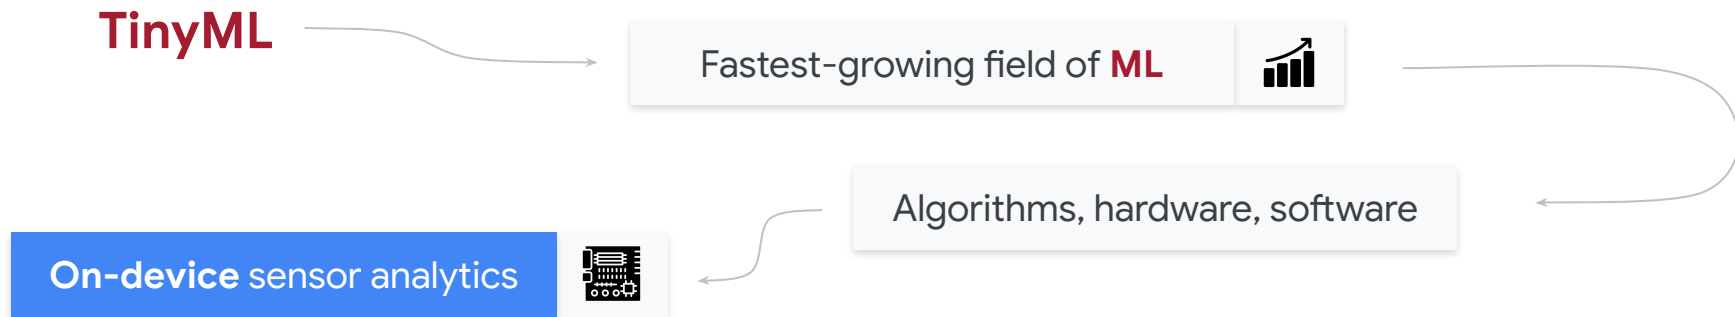 TinyML
Fastest-growing field of ML
Algorithms, hardware, software
On-device sensor analytics